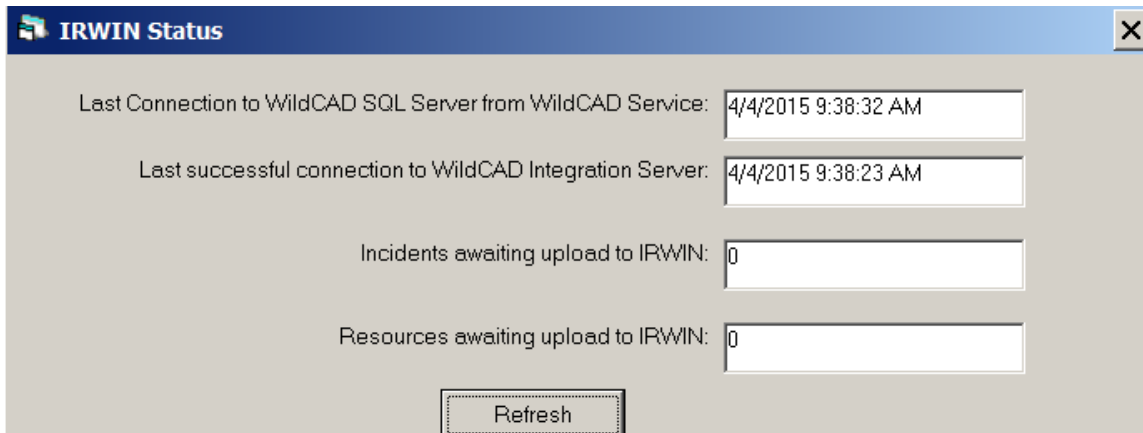 IRWIN Status
Last Connection to WildCAD SQL Server from WildCAD Service: 4/4/2015 9:38:32 AM
Last successful connection to WildCAD Integration Server: 4/4/2015 9:38:23 AM
Incidents awaiting upload to IRWIN: 0
Resources awaiting upload to IRWIN: 0
Refresh